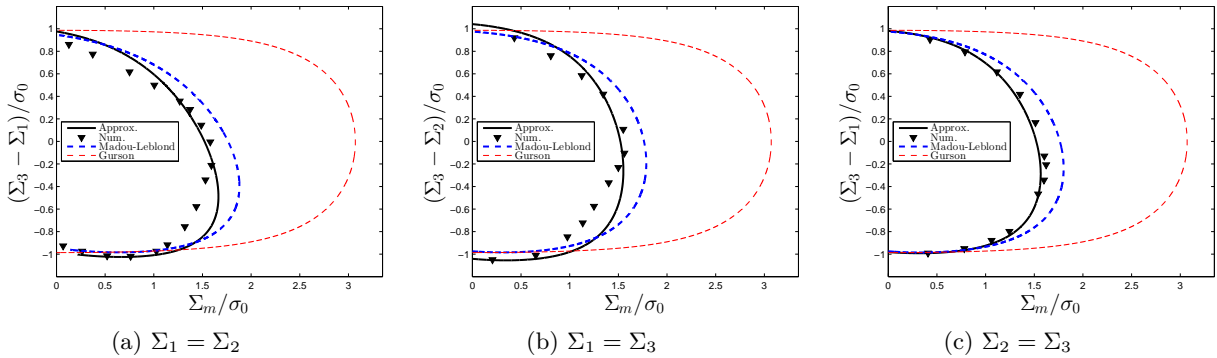 1
0.8
0.6
0.4
0.2
0
−0.2
−0.4
−0.6
−0.8
−1
(Σ3 − Σ1)/σ0
Approx.
Num.
Madou-Leblond
Gurson
0 0.5 1 1.5 2 2.5 3
Σm/σ0
(a) Σ1 = Σ2
1
0.8
0.6
0.4
0.2
0
−0.2
−0.4
−0.6
−0.8
−1
(Σ3 − Σ2)/σ0
Approx.
Num.
Madou-Leblond
Gurson
0 0.5 1 1.5 2 2.5 3
Σm/σ0
(b) Σ1 = Σ3
1
0.8
0.6
0.4
0.2
0
−0.2
−0.4
−0.6
−0.8
−1
(Σ3 − Σ1)/σ0
Approx.
Num.
Madou-Leblond
Gurson
0 0.5 1 1.5 2 2.5 3
Σm/σ0
(c) Σ2 = Σ3